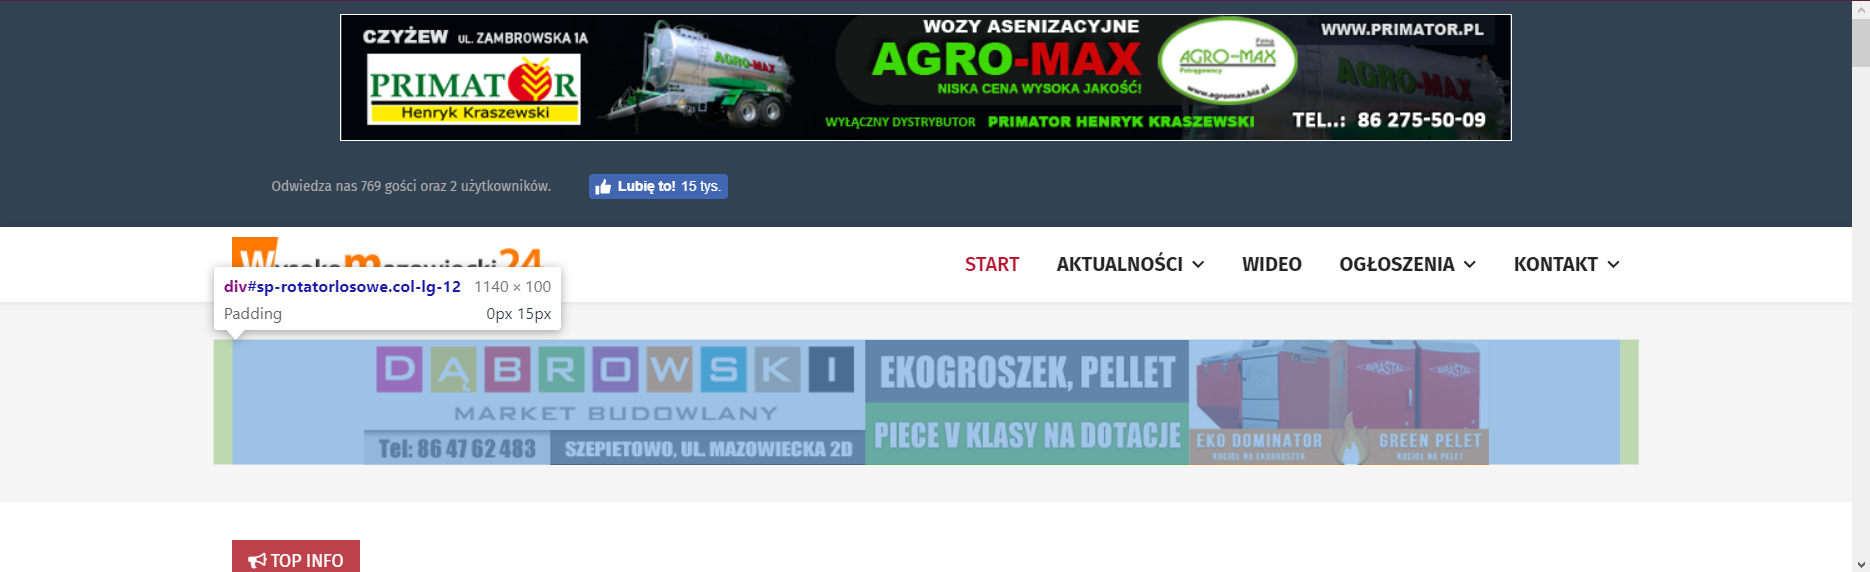 CZYŻEW UL. ZAMBROWSKA 1A
PRIMATOR
Henryk Kraszewski
AGRO-MAX
WOZY ASENIZACYJNE
AGRO-MAX
NISKA CENA WYSOKA JAKOŚĆ!
WYŁĄCZNY DYSTRYBUTOR PRIMATOR HENRYK KRASZEWSKI
Firma
AGRO-MAX
Potręgowscy
www.agromax.biz.pl
WWW.PRIMATOR.PL
AGRO-MAX
TEL..: 86 275-50-09
Odwiedza nas 769 gości oraz 2 użytkowników.
Lubię to! 15 tys.
Wysokomazowiecki24
START AKTUALNOŚCI WIDEO OGŁOSZENIA KONTAKT
div#sp-rotatorlosowe.col-lg-12 1140 × 100
Padding 0px 15px
DĄBROWSKI
MARKET BUDOWLANY
Tel: 86 47 62 483 SZEPIETOWO, UL. MAZOWIECKA 2D
EKOGROSZEK, PELLET
PIECE V KLASY NA DOTACJE
BRASTAL BRASTAL
EKO DOMINATOR
KOCIOŁ NA EKOGROSZEK
GREEN PELET
KOCIOŁ NA PELET
TOP INFO